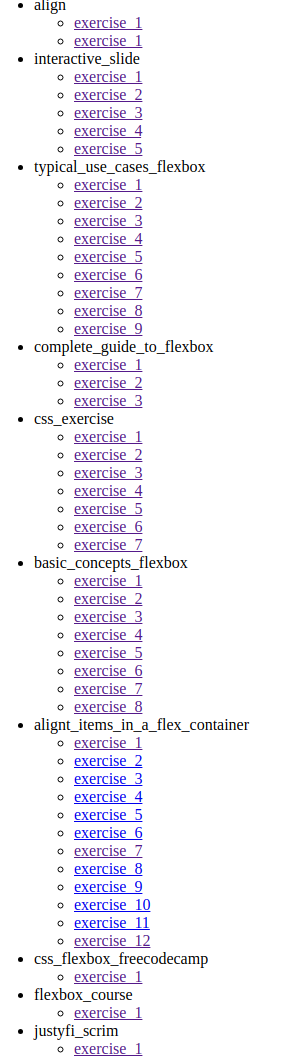 align
exercise_1
exercise_1
interactive_slide
exercise_1
exercise_2
exercise_3
exercise_4
exercise_5
typical_use_cases_flexbox
exercise_1
exercise_2
exercise_3
exercise_4
exercise_5
exercise_6
exercise_7
exercise_8
exercise_9
complete_guide_to_flexbox
exercise_1
exercise_2
exercise_3
css_exercise
exercise_1
exercise_2
exercise_3
exercise_4
exercise_5
exercise_6
exercise_7
basic_concepts_flexbox
exercise_1
exercise_2
exercise_3
exercise_4
exercise_5
exercise_6
exercise_7
exercise_8
alignt_items_in_a_flex_container
exercise_1
exercise_2
exercise_3
exercise_4
exercise_5
exercise_6
exercise_7
exercise_8
exercise_9
exercise_10
exercise_11
exercise_12
css_flexbox_freecodecamp
exercise_1
flexbox_course
exercise_1
justyfi_scrim
exercise_1